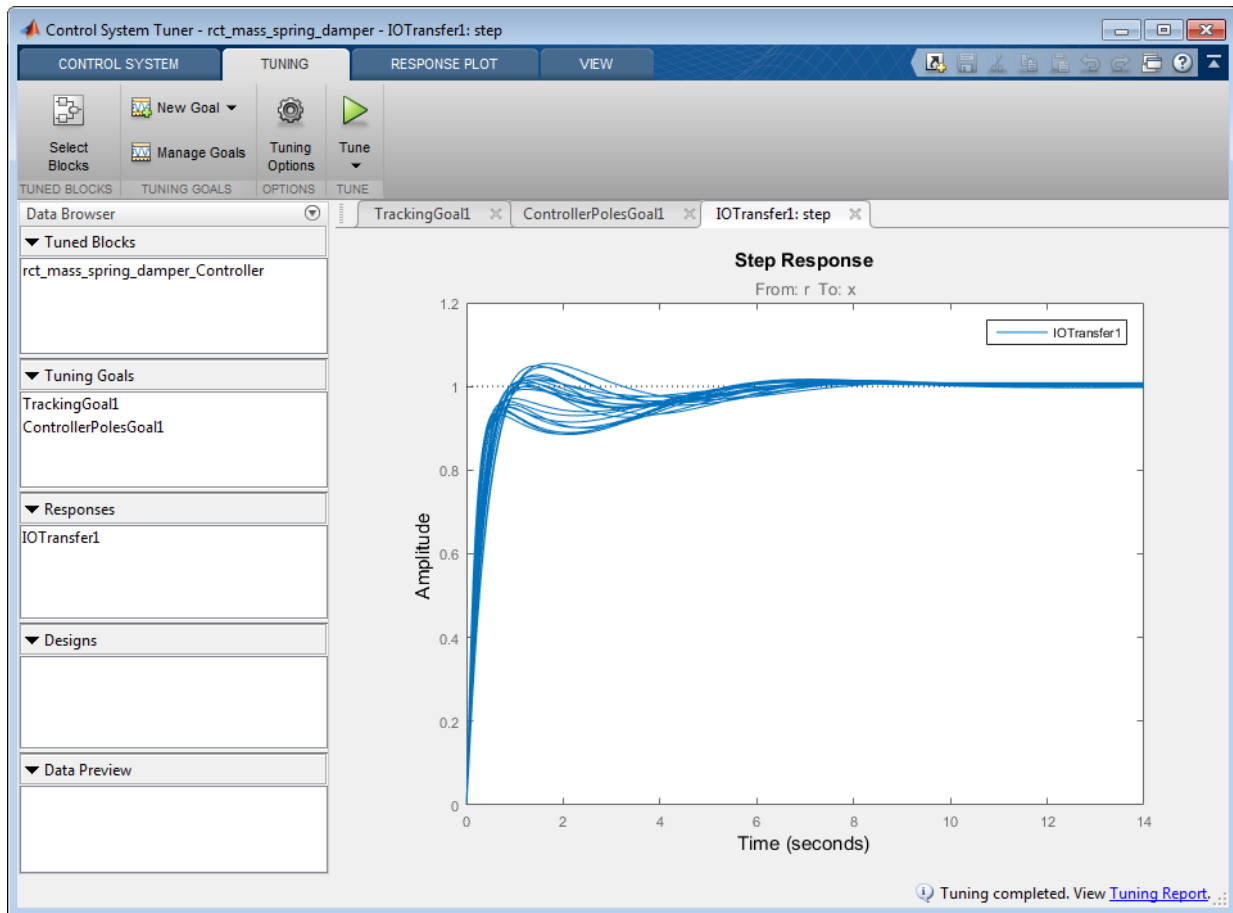 Control System Tuner - rct_mass_spring_damper - IOTransfer1: step
CONTROL SYSTEM
TUNING
RESPONSE PLOT
VIEW
Select
Blocks
New Goal
Manage Goals
Tuning
Options
Tune
TUNED BLOCKS
TUNING GOALS
OPTIONS
TUNE
Data Browser
Tuned Blocks
rct_mass_spring_damper_Controller
Tuning Goals
TrackingGoal1
ControllerPolesGoal1
Responses
IOTransfer1
Designs
Data Preview
TrackingGoal1
ControllerPolesGoal1
IOTransfer1: step
Step Response
From: r To: x
IOTransfer1
1.2
1
0.8
0.6
0.4
0.2
0
Amplitude
0 2 4 6 8 10 12 14
Time (seconds)
Tuning completed. View Tuning Report.